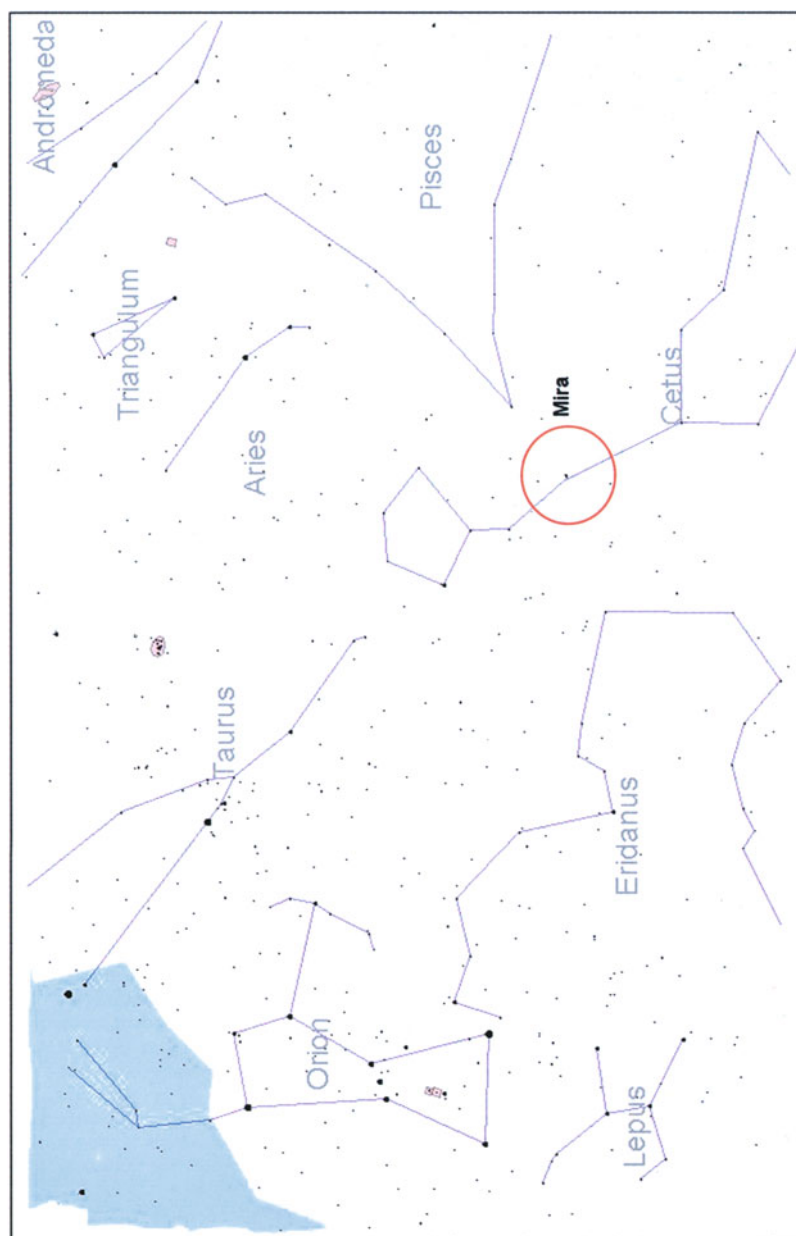 Andromeda
Triangulum
Pisces
Aries
Mira
Cetus
Taurus
Eridanus
Orion
Lepus